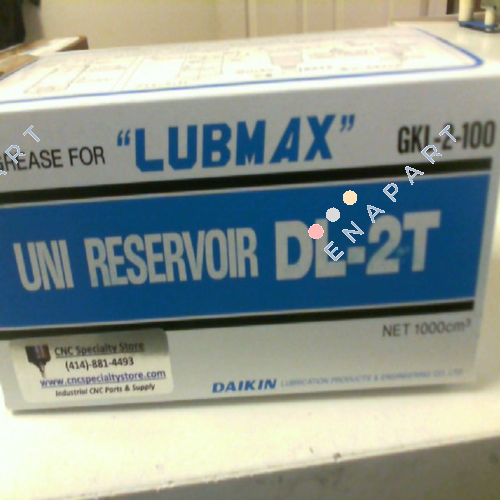 GREASE FOR "LUBMAX" GKL-2-100
UNI RESERVOIR DL-2T
NET 1000cm³
CNC Specialty Store
(414)-881-4493
www.cncspecialtystore.com
Industrial CNC Parts & Supply
DAIKIN LUBRICATION PRODUCTS & ENGINEERING CO. LTD
ENAPART
PART